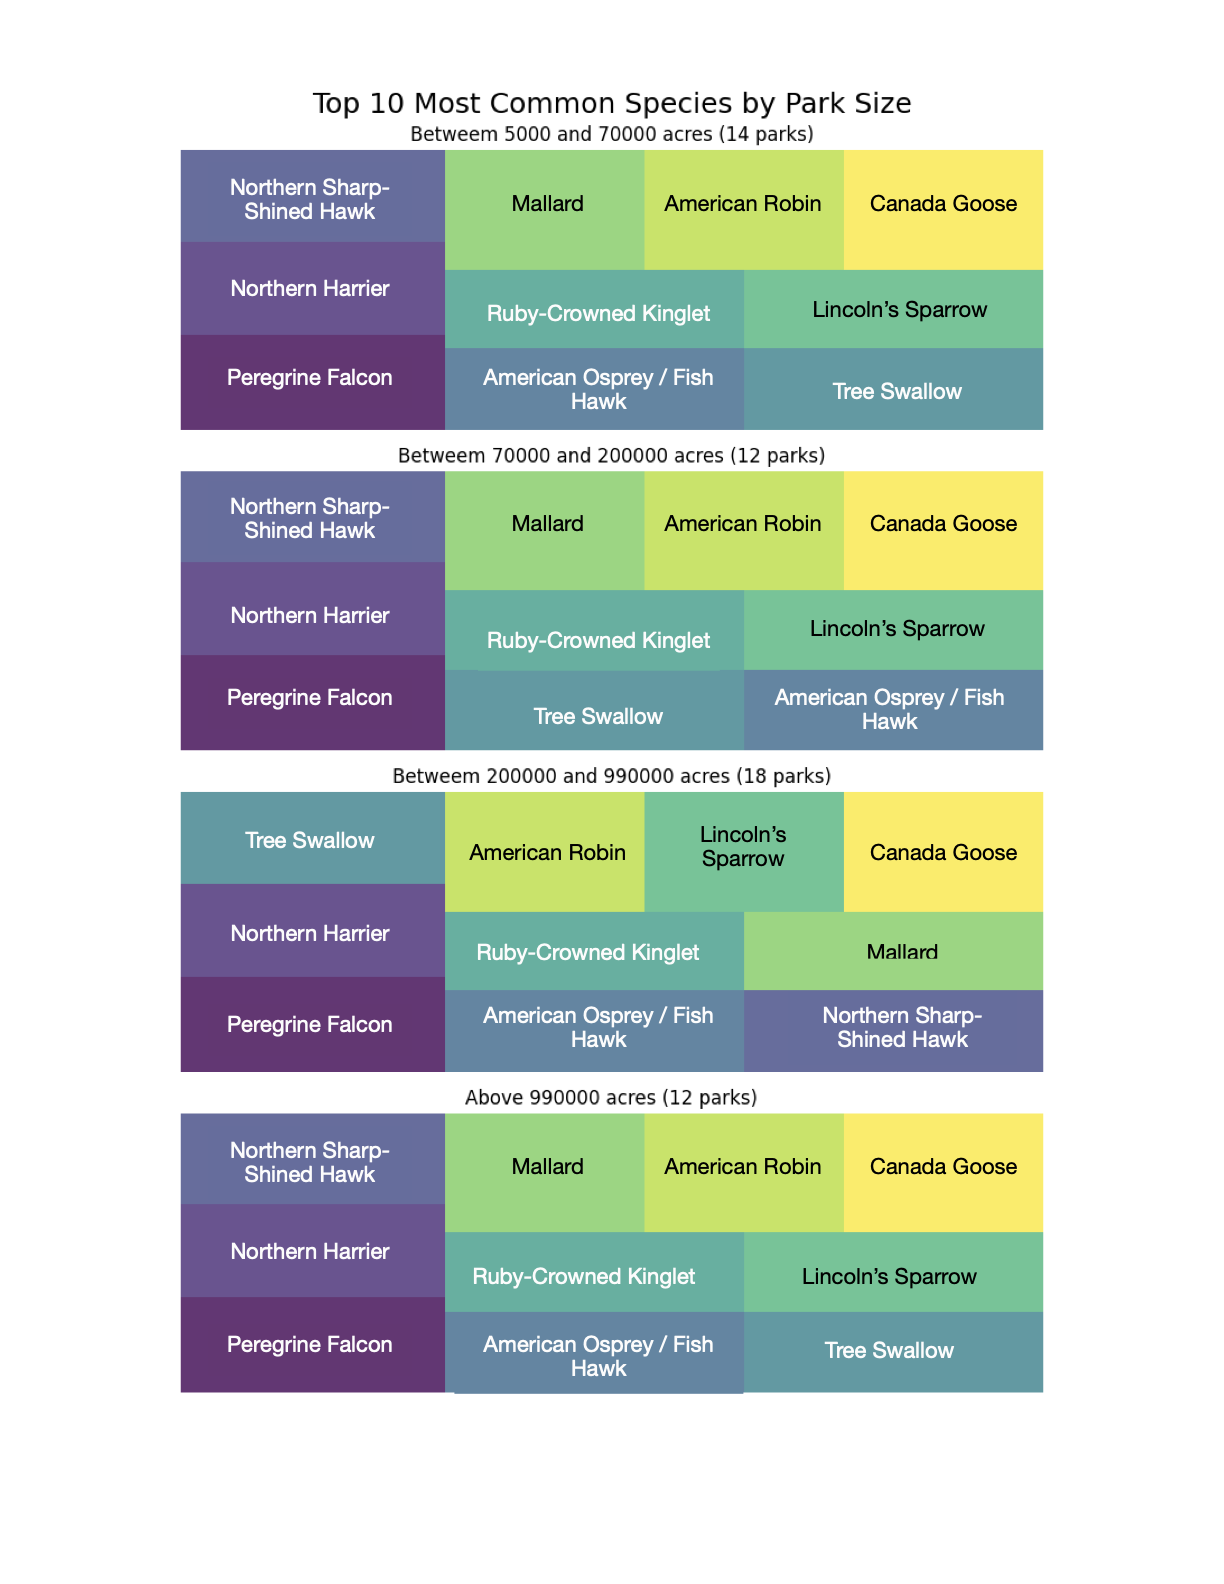 Top 10 Most Common Species by Park Size
Betweem 5000 and 70000 acres (14 parks)
Northern Sharp-
Shined Hawk
Mallard
American Robin
Canada Goose
Northern Harrier
Ruby-Crowned Kinglet
Lincoln’s Sparrow
Peregrine Falcon
American Osprey / Fish
Hawk
Tree Swallow
Betweem 70000 and 200000 acres (12 parks)
Northern Sharp-
Shined Hawk
Mallard
American Robin
Canada Goose
Northern Harrier
Ruby-Crowned Kinglet
Lincoln’s Sparrow
Peregrine Falcon
Tree Swallow
American Osprey / Fish
Hawk
Betweem 200000 and 990000 acres (18 parks)
Tree Swallow
American Robin
Lincoln’s
Sparrow
Canada Goose
Northern Harrier
Ruby-Crowned Kinglet
Mallard
Peregrine Falcon
American Osprey / Fish
Hawk
Northern Sharp-
Shined Hawk
Above 990000 acres (12 parks)
Northern Sharp-
Shined Hawk
Mallard
American Robin
Canada Goose
Northern Harrier
Ruby-Crowned Kinglet
Lincoln’s Sparrow
Peregrine Falcon
American Osprey / Fish
Hawk
Tree Swallow